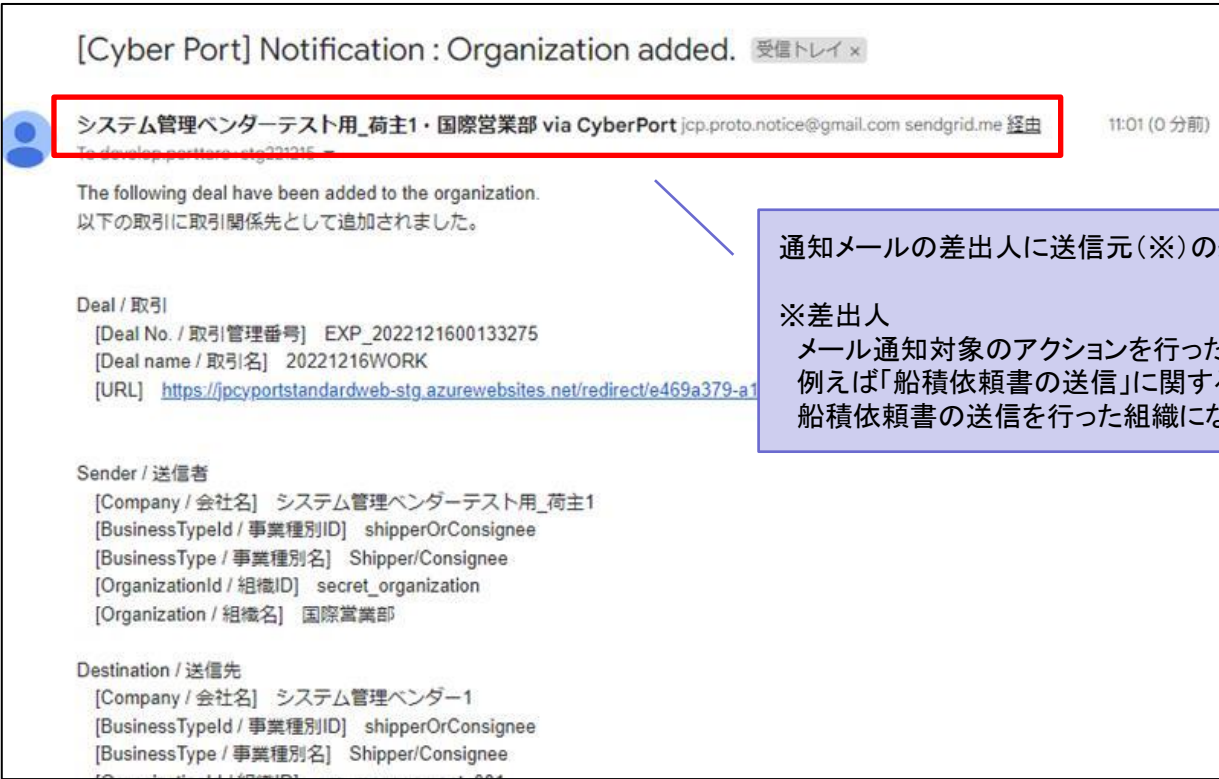 [Cyber Port] Notification : Organization added. 受信トレイ ×
システム管理ベンダーテスト用_荷主1・国際営業部 via CyberPort jcp.proto.notice@gmail.com sendgrid.me 経由
11:01 (0 分前)
The following deal have been added to the organization.
以下の取引に取引関係先として追加されました。
通知メールの差出人に送信元(※)の
※差出人
メール通知対象のアクションを行った
例えば「船積依頼書の送信」に関す
船積依頼書の送信を行った組織に
Deal / 取引
[Deal No. / 取引管理番号] EXP_2022121600133275
[Deal name / 取引名] 20221216WORK
[URL] https://jpcyportstandardweb-stg.azurewebsites.net/redirect/e469a379-a1
Sender / 送信者
[Company / 会社名] システム管理ベンダーテスト用_荷主1
[BusinessTypeId / 事業種別ID] shipperOrConsignee
[BusinessType / 事業種別名] Shipper/Consignee
[OrganizationId / 組織ID] secret_organization
[Organization / 組織名] 国際営業部
Destination / 送信先
[Company / 会社名] システム管理ベンダー1
[BusinessTypeId / 事業種別ID] shipperOrConsignee
[BusinessType / 事業種別名] Shipper/Consignee